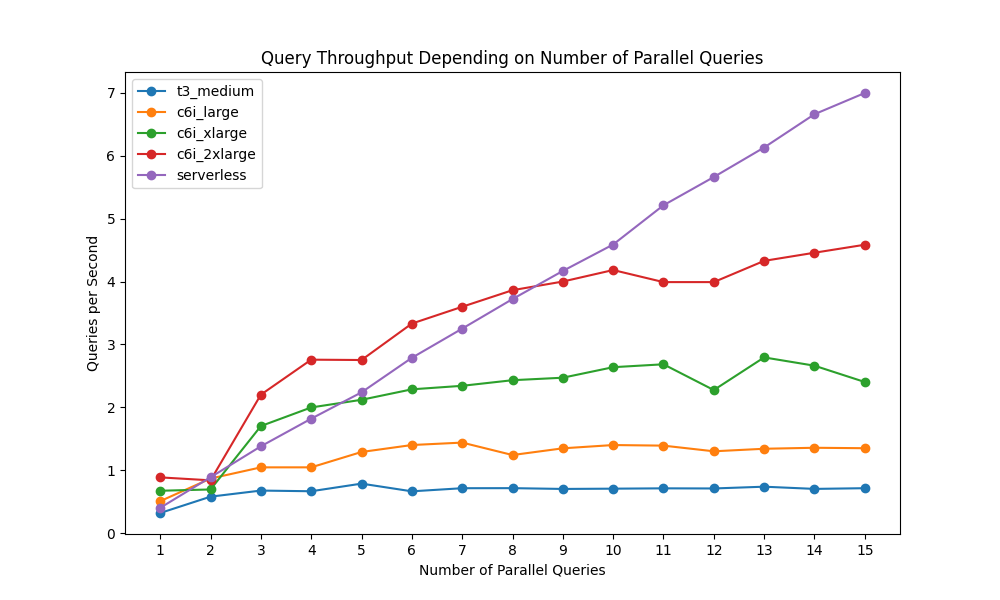 Query Throughput Depending on Number of Parallel Queries
t3_medium
c6i_large
c6i_xlarge
c6i_2xlarge
serverless
7
6
5
4
3
2
1
0
Queries per Second
1 2 3 4 5 6 7 8 9 10 11 12 13 14 15
Number of Parallel Queries